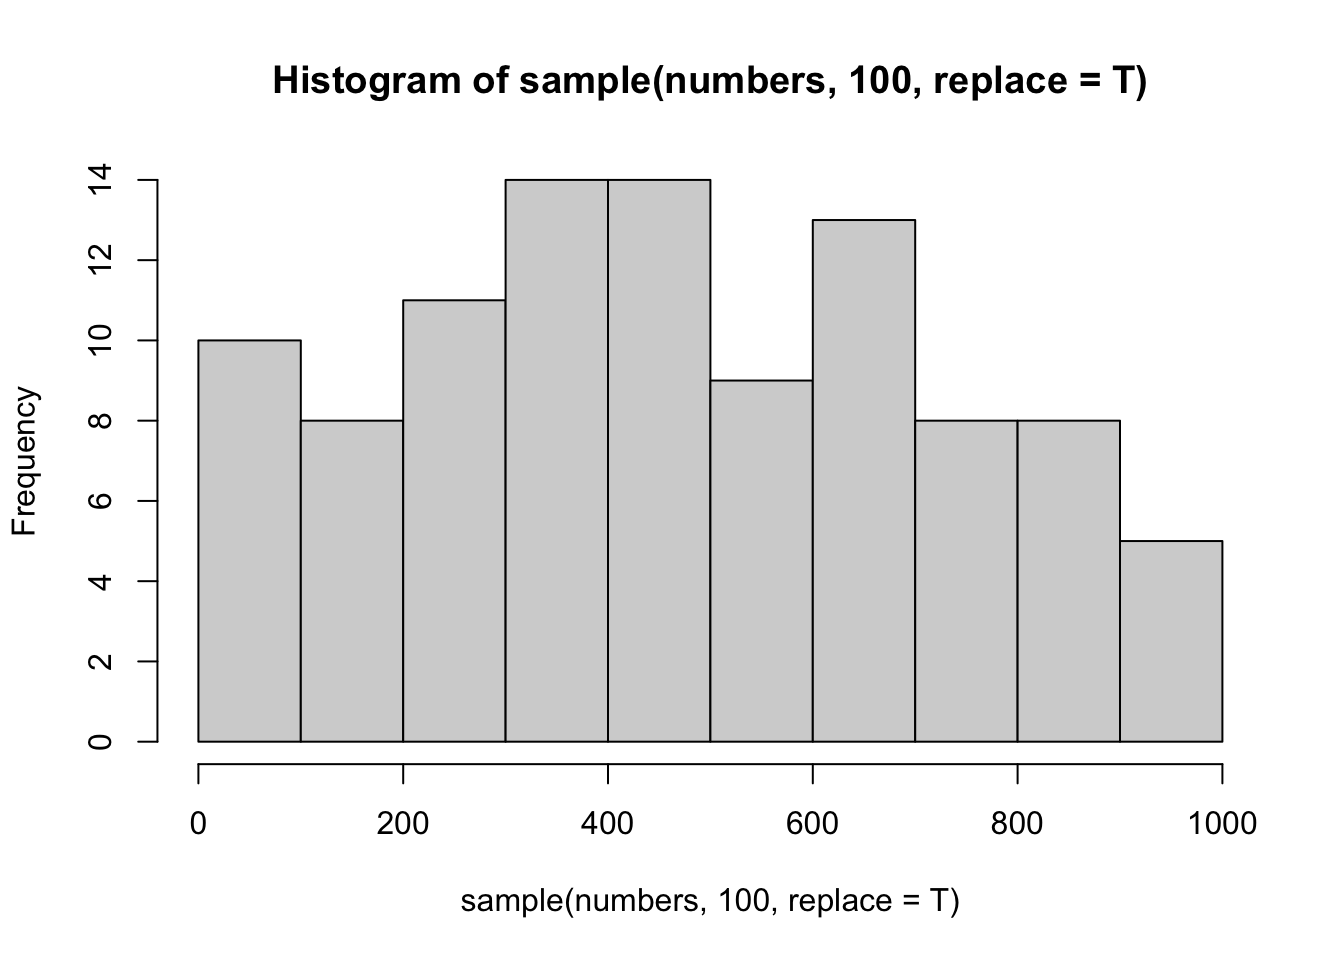 Histogram of sample(numbers, 100, replace = T)
Frequency
14
12
10
8
6
4
2
0
0 200 400 600 800 1000
sample(numbers, 100, replace = T)